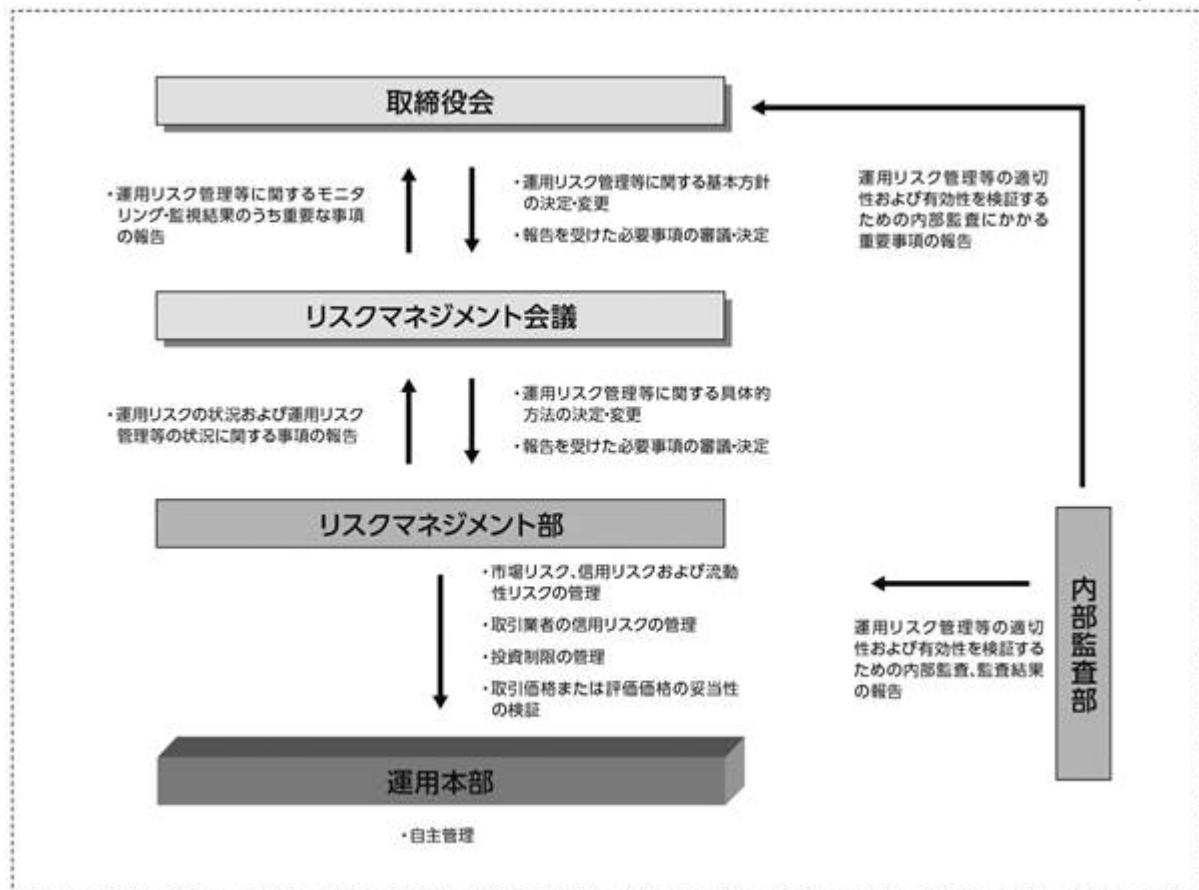 取締役会
・運用リスク管理等に関するモニタ
リング・監視結果のうち重要な事項
の報告
・運用リスク管理等に関する基本方針
の決定・変更
・報告を受けた必要事項の審議・決定
運用リスク管理等の適切
性および有効性を検証す
るための内部監査にかかる
重要事項の報告
リスクマネジメント会議
・運用リスクの状況および運用リスク
管理等の状況に関する事項の報告
・運用リスク管理等に関する具体的
方法の決定・変更
・報告を受けた必要事項の審議・決定
リスクマネジメント部
・市場リスク、信用リスクおよび流動
性リスクの管理
・取引業者の信用リスクの管理
・投資制限の管理
・取引価格または評価価格の妥当性
の検証
運用リスク管理等の適切
性および有効性を検証する
ための内部監査、監査結果
の報告
内部監査部
運用本部
・自主管理